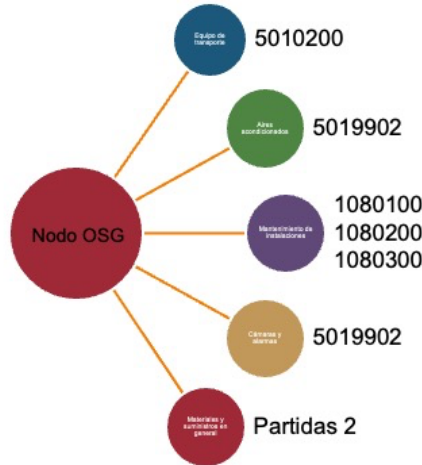 Equipo de
transporte
5010200
Aires
acondicionados
5019902
Nodo OSG
Mantenimiento de
instalaciones
1080100
1080200
1080300
Cámaras y
alarmas
5019902
Materiales y
suministros en
general
Partidas 2